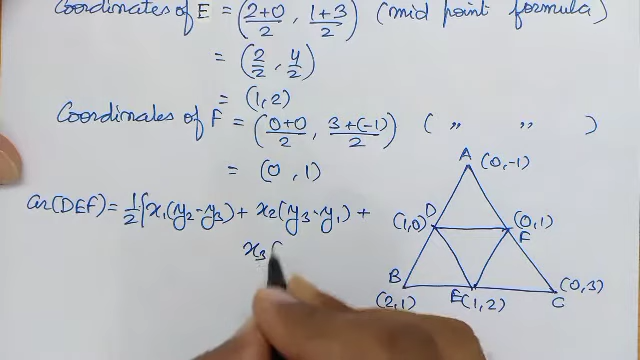 Coordinates of E = (2+0/2, 1+3/2) (mid point formula)
= (2/2, 4/2)
= (1,2)
Coordinates of F = (0+0/2, 3+(-1)/2) ( " " )
= (0,1)
ar(DEF) = 1/2[x₁(y₂-y₃) + x₂(y₃-y₁) +
x₃(
A (0,-1)
(1,0) D
(0,1)
F
B
(2,1)
E(1,2)
(0,3)
C